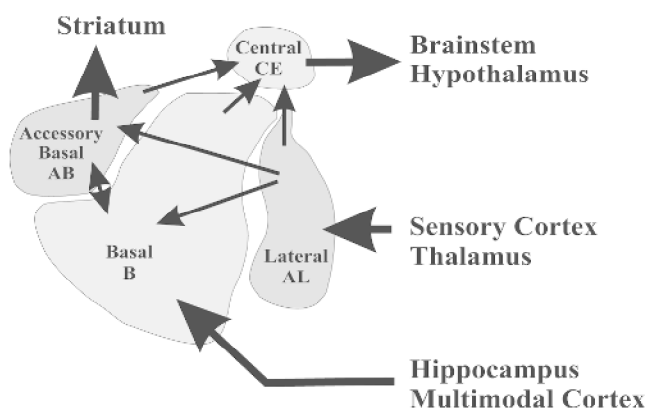 Striatum
Central
CE
Brainstem
Hypothalamus
Accessory
Basal
AB
Basal
B
Lateral
AL
Sensory Cortex
Thalamus
Hippocampus
Multimodal Cortex